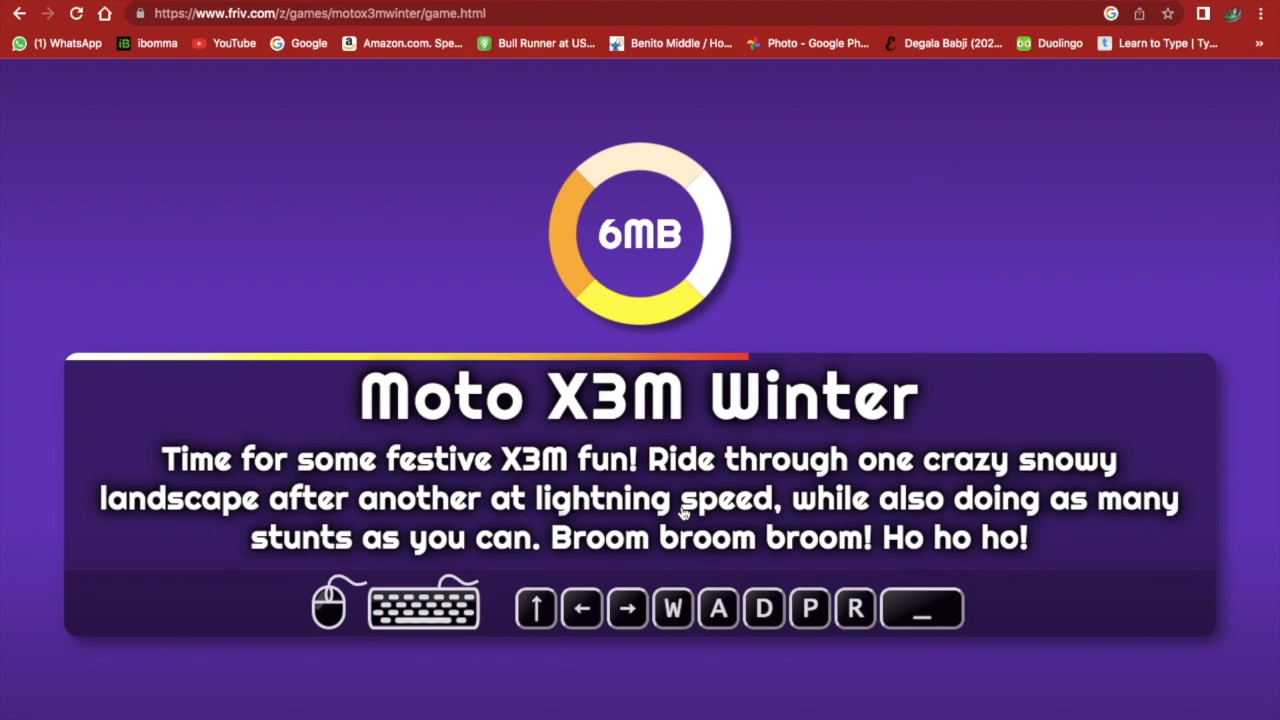 https://www.friv.com/z/games/motox3mwinter/game.html
(1) WhatsApp ibomma YouTube Google Amazon.com. Spe... Bull Runner at US... Benito Middle / Ho... Photo - Google Ph... Degala Babji (202... Duolingo Learn to Type | Ty... »
6MB
Moto X3M Winter
Time for some festive X3M fun! Ride through one crazy snowy
landscape after another at lightning speed, while also doing as many
stunts as you can. Broom broom broom! Ho ho ho!
↑ ← → W A D P R _